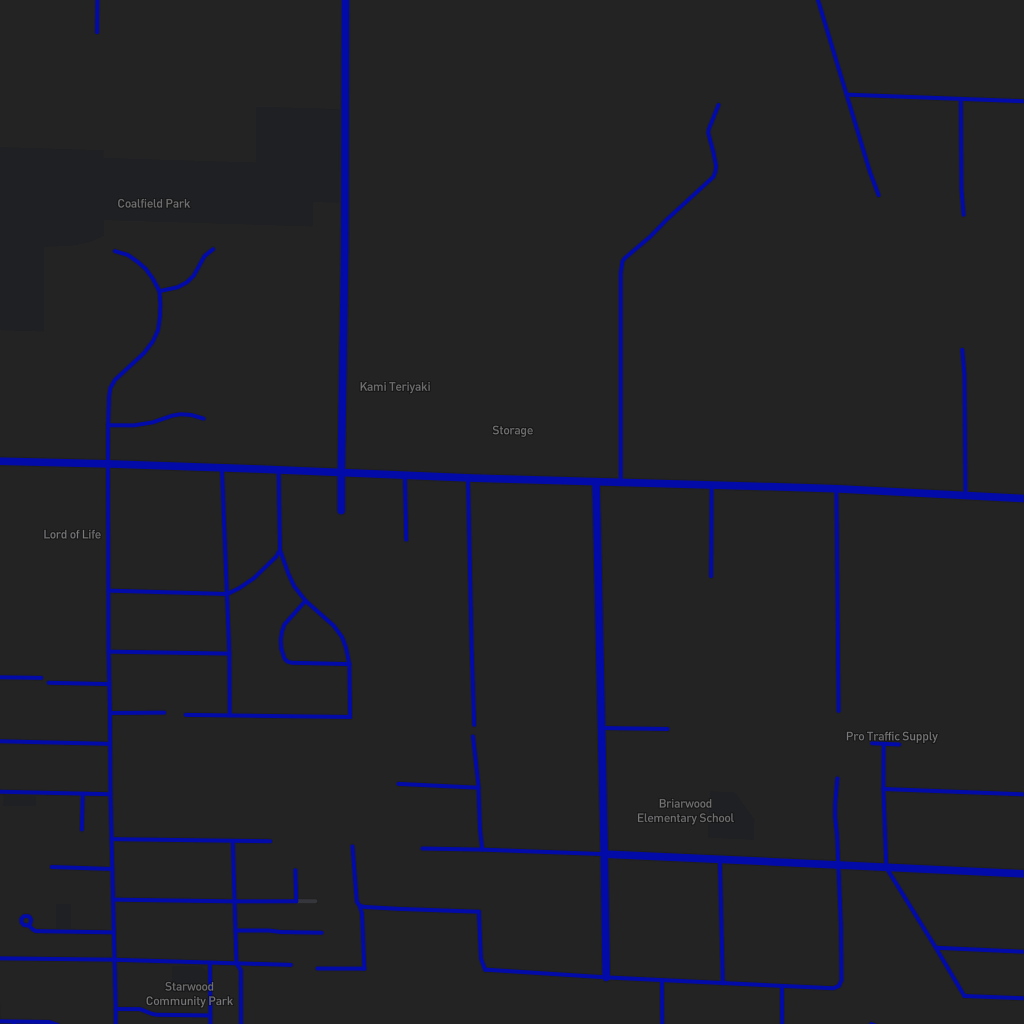 Coalfield Park
Kami Teriyaki
Storage
Lord of Life
Pro Traffic Supply
Briarwood
Elementary School
Starwood
Community Park